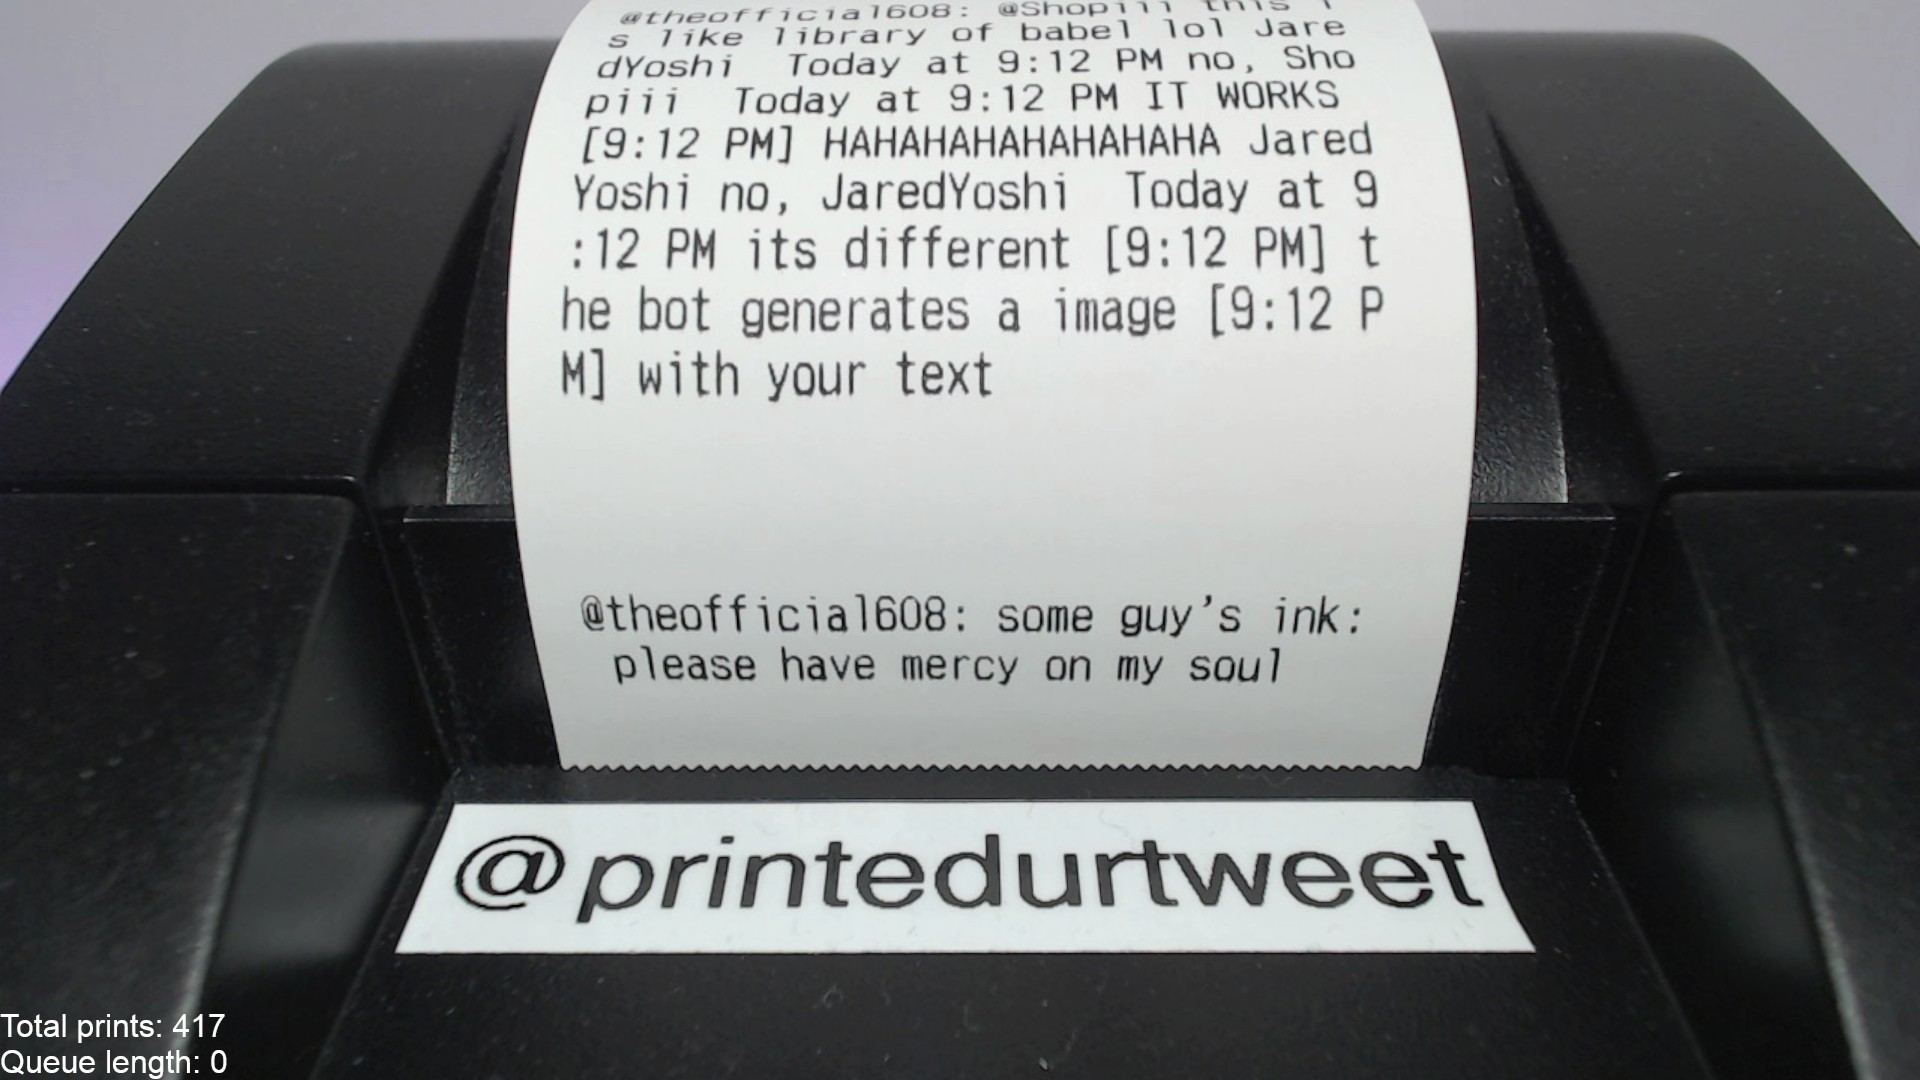 @theofficial608: @Shopiii this i
s like library of babel lol Jare
dYoshi  Today at 9:12 PM no, Sho
piii  Today at 9:12 PM IT WORKS
[9:12 PM] HAHAHAHAHAHAHAHA Jared
Yoshi no, JaredYoshi  Today at 9
:12 PM its different [9:12 PM] t
he bot generates a image [9:12 P
M] with your text
@theofficial608: some guy's ink:
please have mercy on my soul
@printedurtweet
Total prints: 417
Queue length: 0